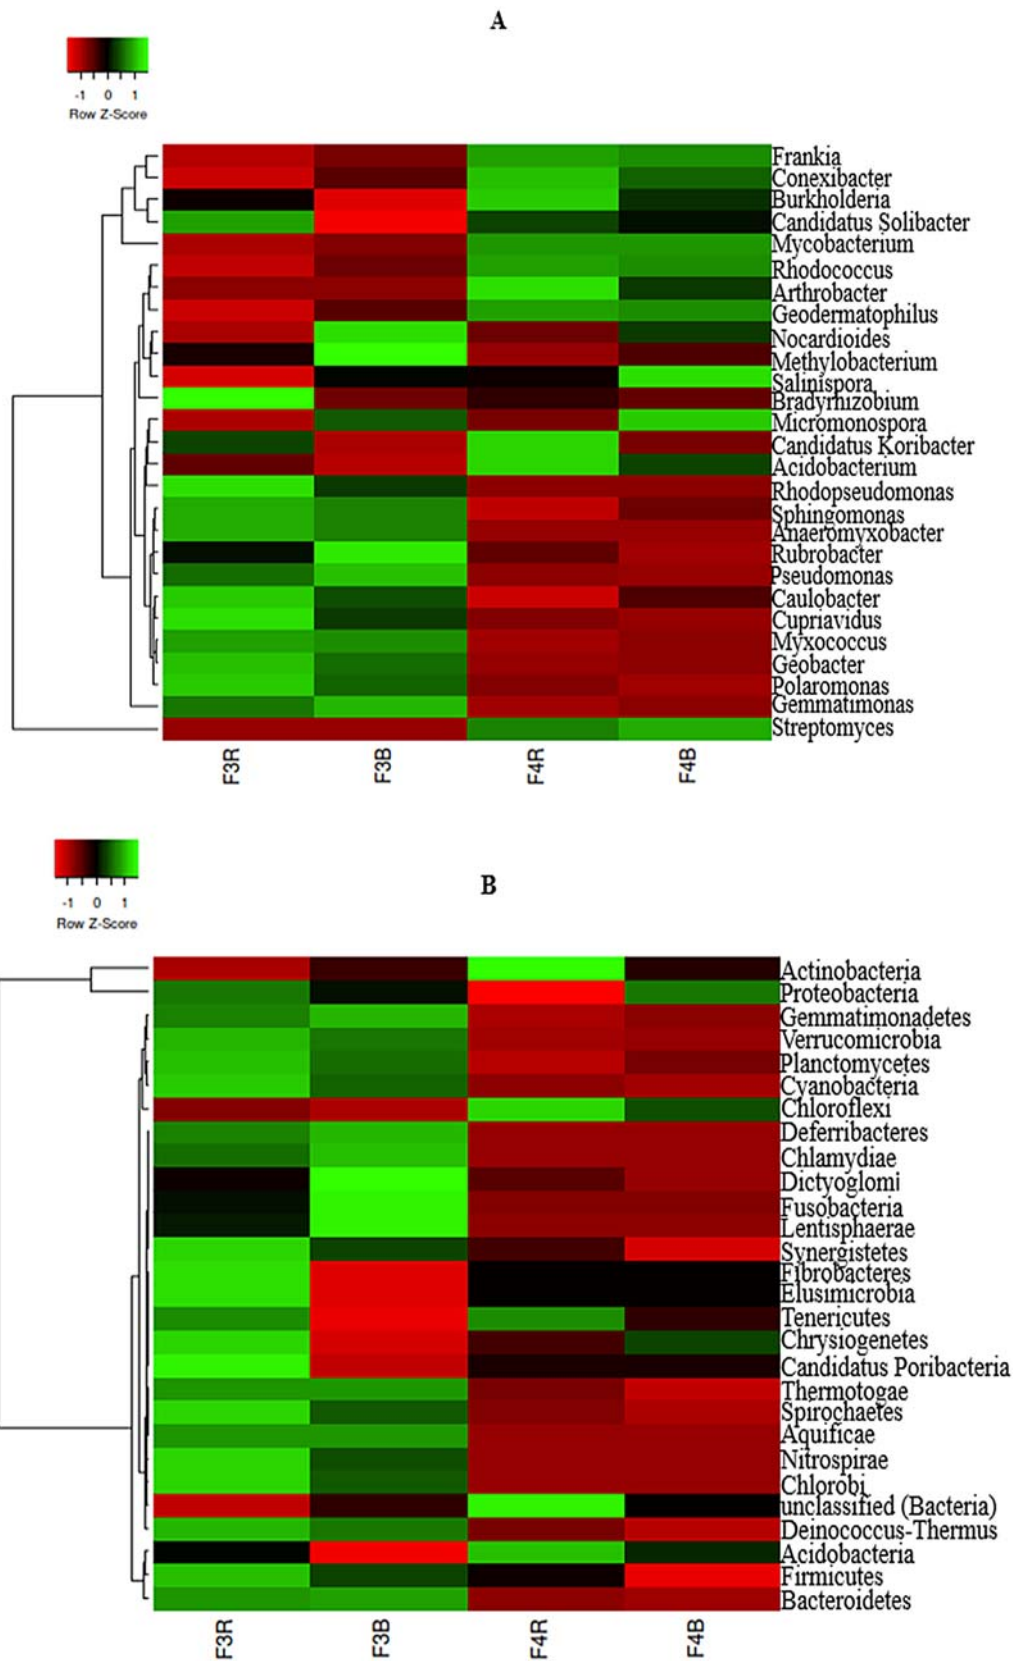 A
-1 0 1
Row Z-Score
Frankia
Conexibacter
Burkholderia
Candidatus Solibacter
Mycobacterium
Rhodococcus
Arthrobacter
Geodermatophilus
Nocardioides
Methylobacterium
Salinispora
Bradyrhizobium
Micromonospora
Candidatus Koribacter
Acidobacterium
Rhodopseudomonas
Sphingomonas
Anaeromyxobacter
Rubrobacter
Pseudomonas
Caulobacter
Cupriavidus
Myxococcus
Geobacter
Polaromonas
Gemmatimonas
Streptomyces
F3R F3B F4R F4B
B
-1 0 1
Row Z-Score
Actinobacteria
Proteobacteria
Gemmatimonadetes
Verrucomicrobia
Planctomycetes
Cyanobacteria
Chloroflexi
Deferribacteres
Chlamydiae
Dictyoglomi
Fusobacteria
Lentisphaerae
Synergistetes
Fibrobacteres
Elusimicrobia
Tenericutes
Chrysiogenetes
Candidatus Poribacteria
Thermotogae
Spirochaetes
Aquificae
Nitrospirae
Chlorobi
unclassified (Bacteria)
Deinococcus-Thermus
Acidobacteria
Firmicutes
Bacteroidetes
F3R F3B F4R F4B